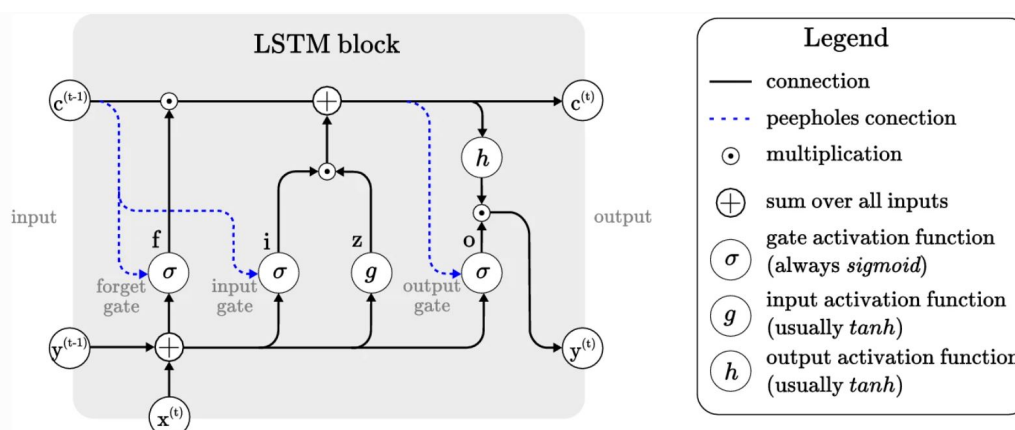 LSTM block
c(t-1)
c(t)
h
input
output
f
i
z
o
σ
σ
g
σ
forget
gate
input
gate
output
gate
y(t-1)
y(t)
x(t)
Legend
connection
peepholes conection
multiplication
sum over all inputs
σ
gate activation function
(always sigmoid)
g
input activation function
(usually tanh)
h
output activation function
(usually tanh)